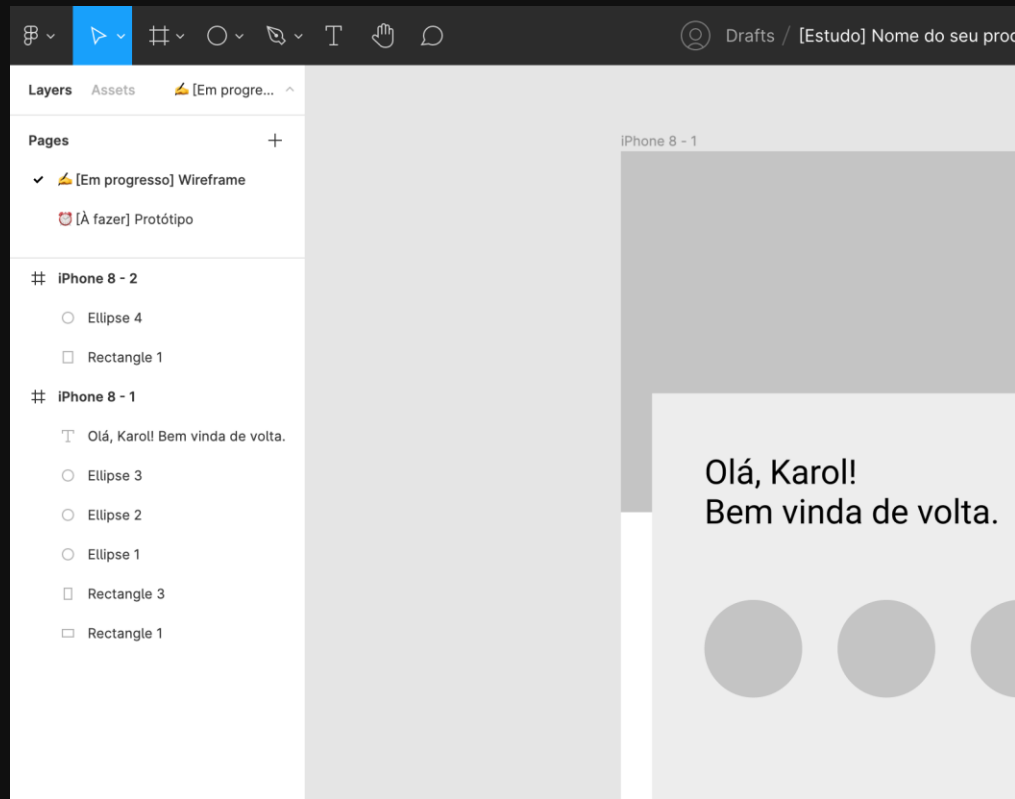 Drafts / [Estudo] Nome do seu prod
Layers Assets ✍️ [Em progre...
Pages
✍️ [Em progresso] Wireframe
⏰ [À fazer] Protótipo
iPhone 8 - 2
Ellipse 4
Rectangle 1
iPhone 8 - 1
Olá, Karol! Bem vinda de volta.
Ellipse 3
Ellipse 2
Ellipse 1
Rectangle 3
Rectangle 1
iPhone 8 - 1
Olá, Karol!
Bem vinda de volta.